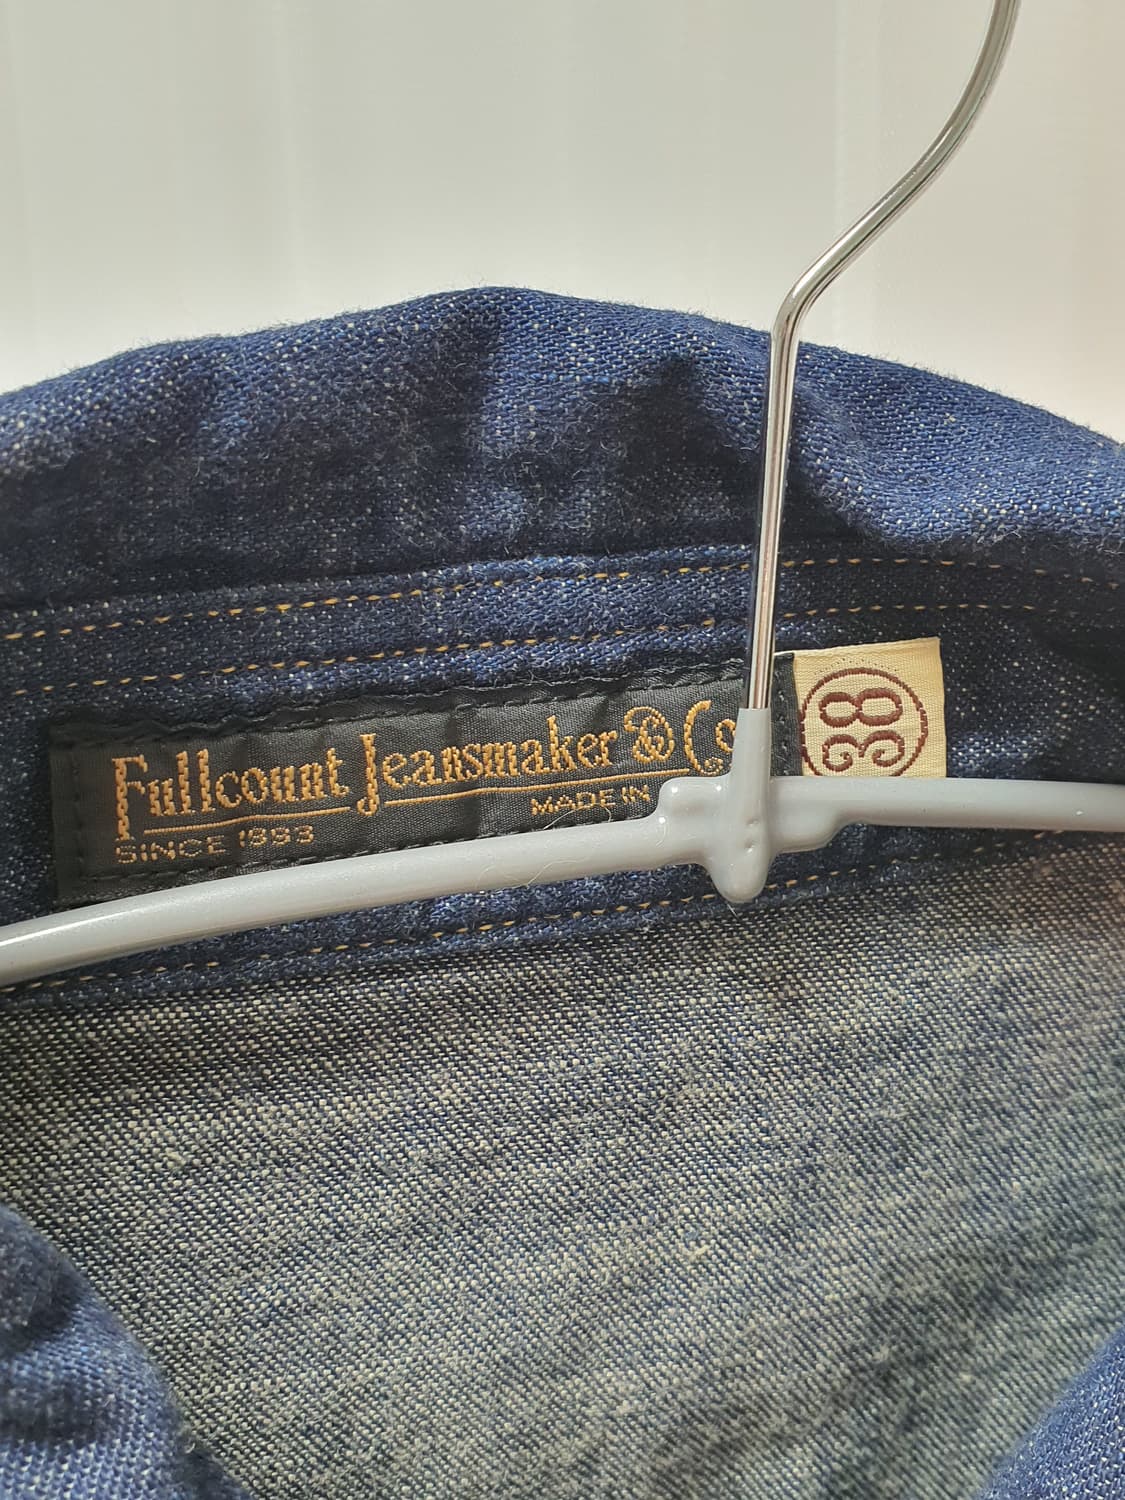 Fullcount Jeansmaker & Co
SINCE 1993
MADE IN
38